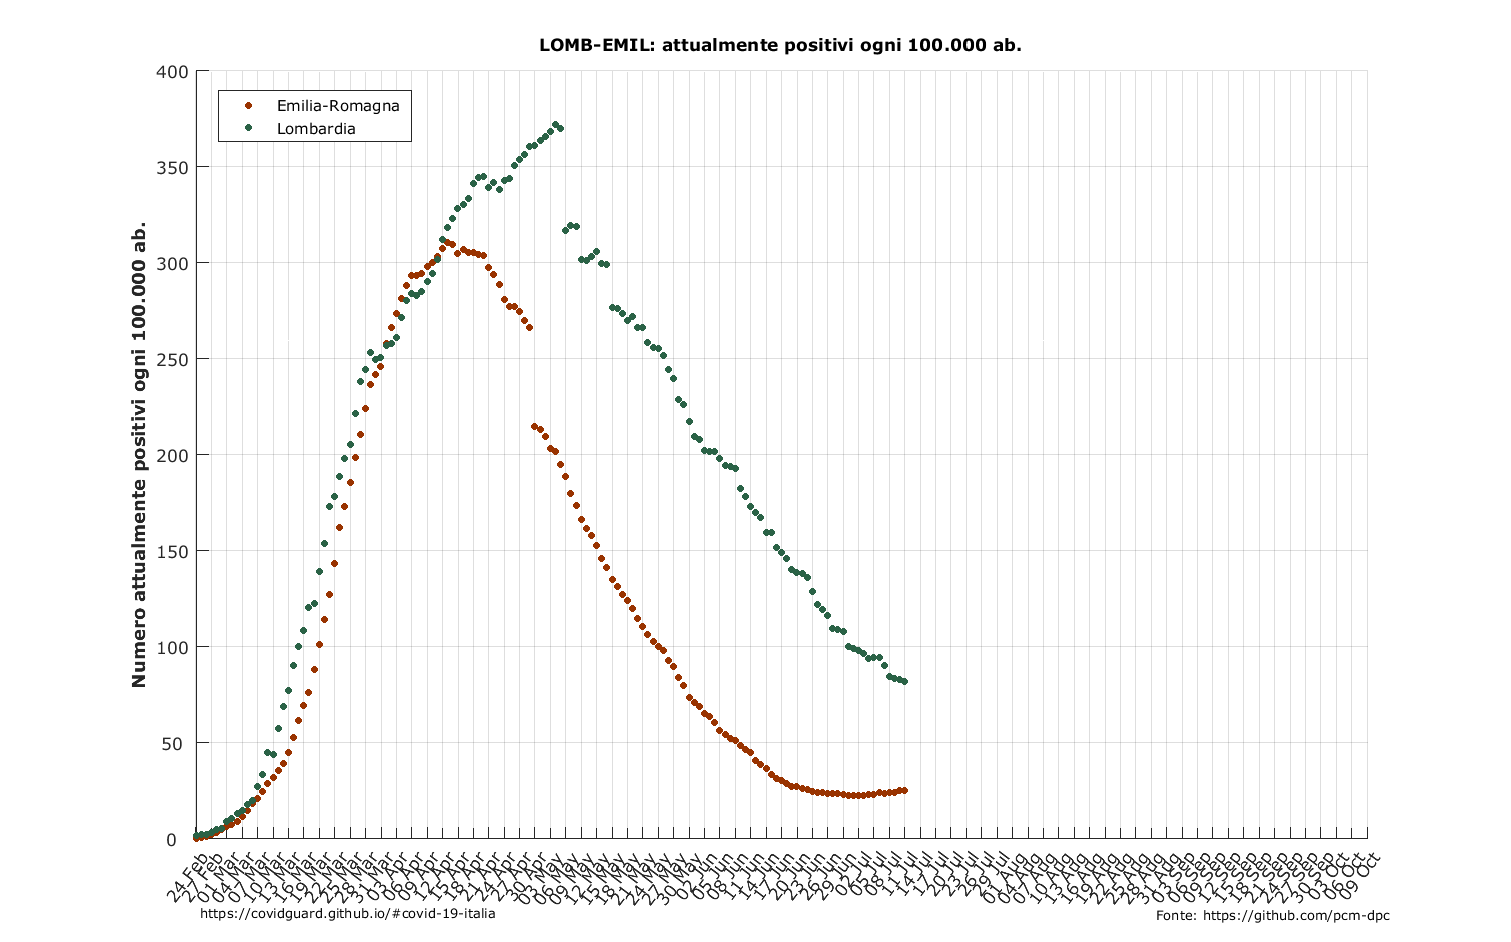 LOMB-EMIL: attualmente positivi ogni 100.000 ab.
Emilia-Romagna
Lombardia
Numero attualmente positivi ogni 100.000 ab.
400
350
300
250
200
150
100
50
0
24 Feb
27 Feb
01 Mar
04 Mar
07 Mar
10 Mar
13 Mar
16 Mar
19 Mar
22 Mar
25 Mar
28 Mar
31 Mar
03 Apr
06 Apr
09 Apr
12 Apr
15 Apr
18 Apr
21 Apr
24 Apr
27 Apr
30 Apr
03 May
06 May
09 May
12 May
15 May
18 May
21 May
24 May
27 May
30 May
02 Jun
05 Jun
08 Jun
11 Jun
14 Jun
17 Jun
20 Jun
23 Jun
26 Jun
29 Jun
02 Jul
05 Jul
08 Jul
11 Jul
14 Jul
17 Jul
20 Jul
23 Jul
26 Jul
29 Jul
01 Aug
04 Aug
07 Aug
10 Aug
13 Aug
16 Aug
19 Aug
22 Aug
25 Aug
28 Aug
31 Aug
03 Sep
06 Sep
09 Sep
12 Sep
15 Sep
18 Sep
21 Sep
24 Sep
27 Sep
30 Sep
03 Oct
06 Oct
09 Oct
https://covidguard.github.io/#covid-19-italia
Fonte: https://github.com/pcm-dpc